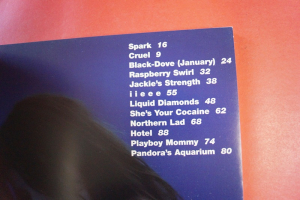 Spark 16
Cruel 9
Black-Dove (January) 24
Raspberry Swirl 32
Jackie's Strength 38
i i e e e 55
Liquid Diamonds 48
She's Your Cocaine 62
Northern Lad 68
Hotel 88
Playboy Mommy 74
Pandora's Aquarium 80